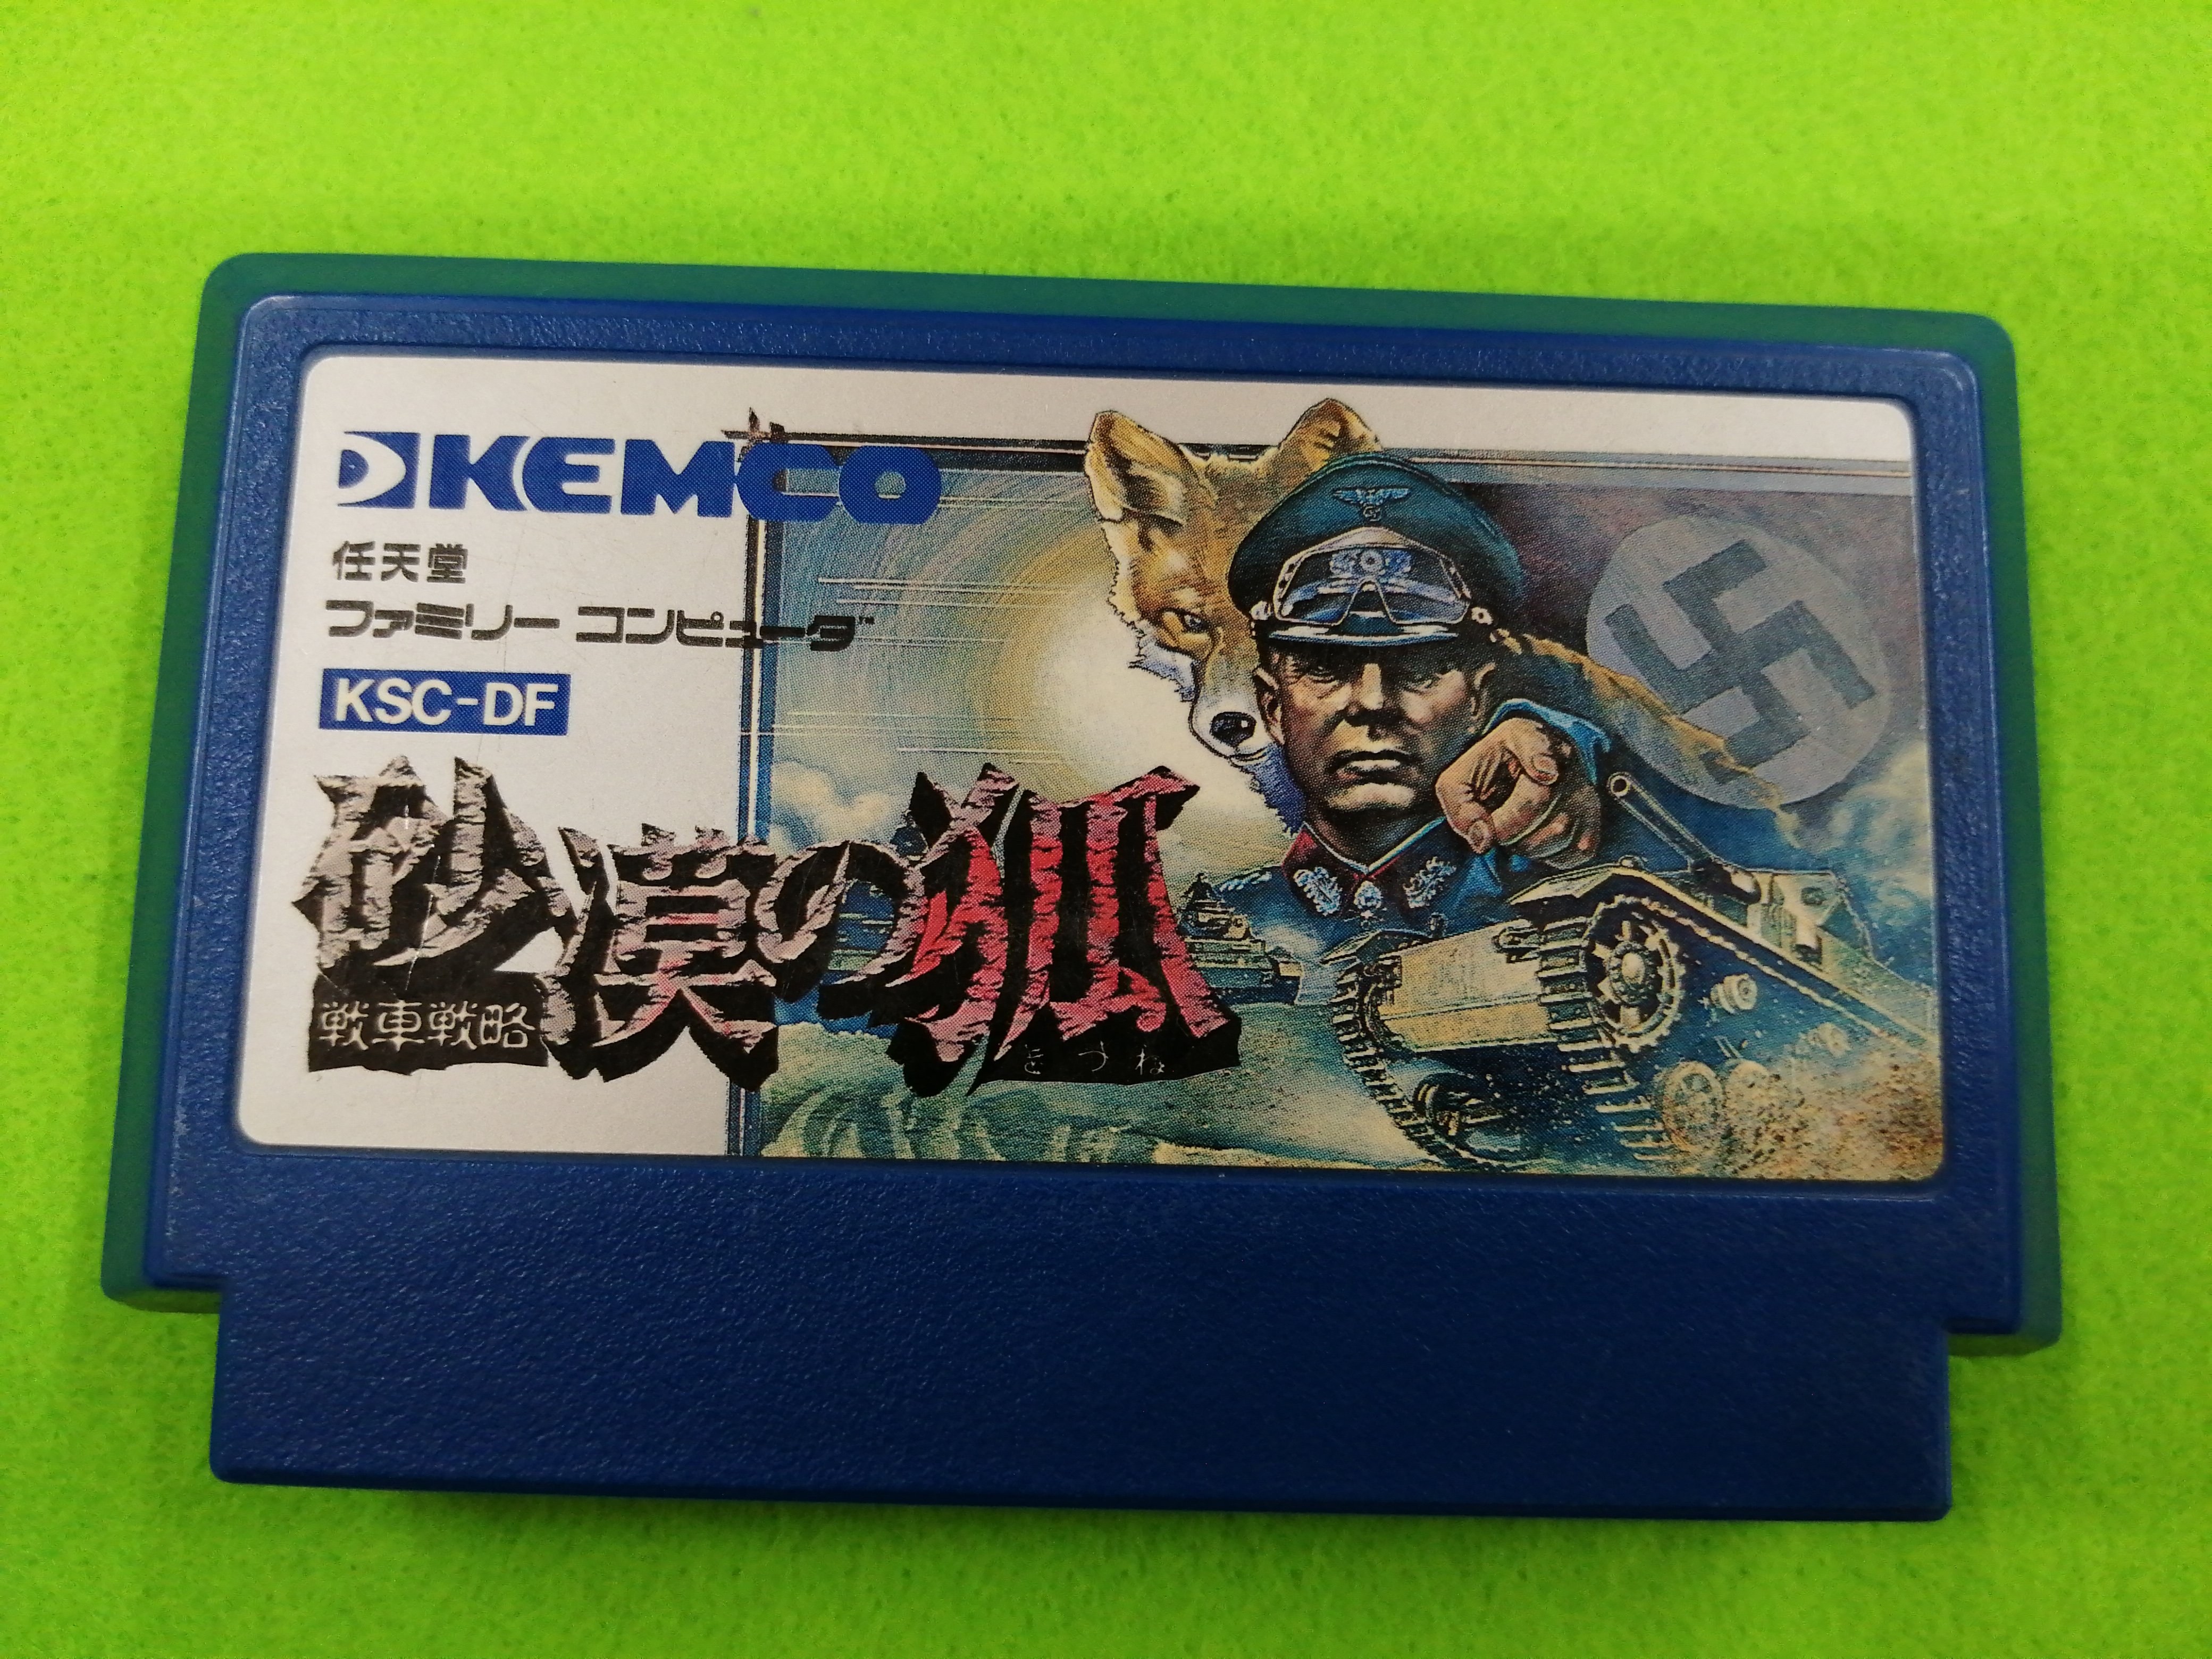 KEMCO
任天堂
ファミリー コンピュータ
KSC-DF
砂漠の狐
戦車戦略
きつね